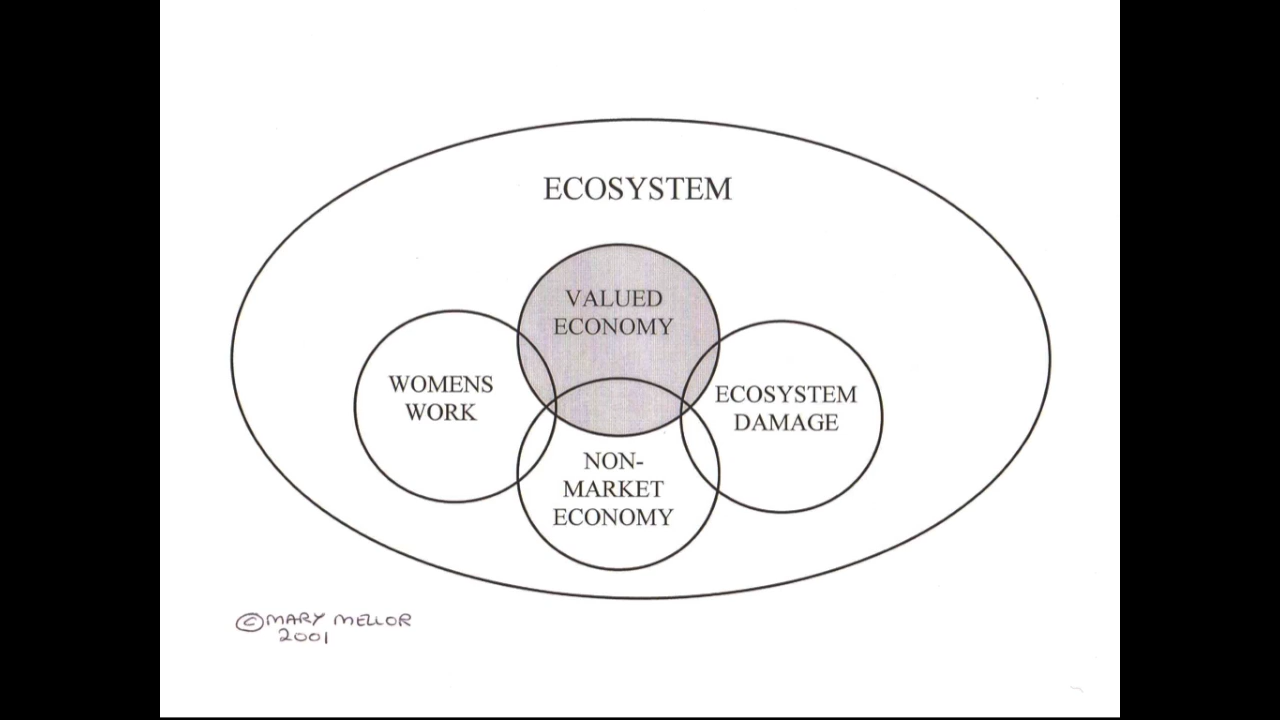 ECOSYSTEM
VALUED
ECONOMY
WOMENS
WORK
ECOSYSTEM
DAMAGE
NON-
MARKET
ECONOMY
©MARY MELLOR
2001